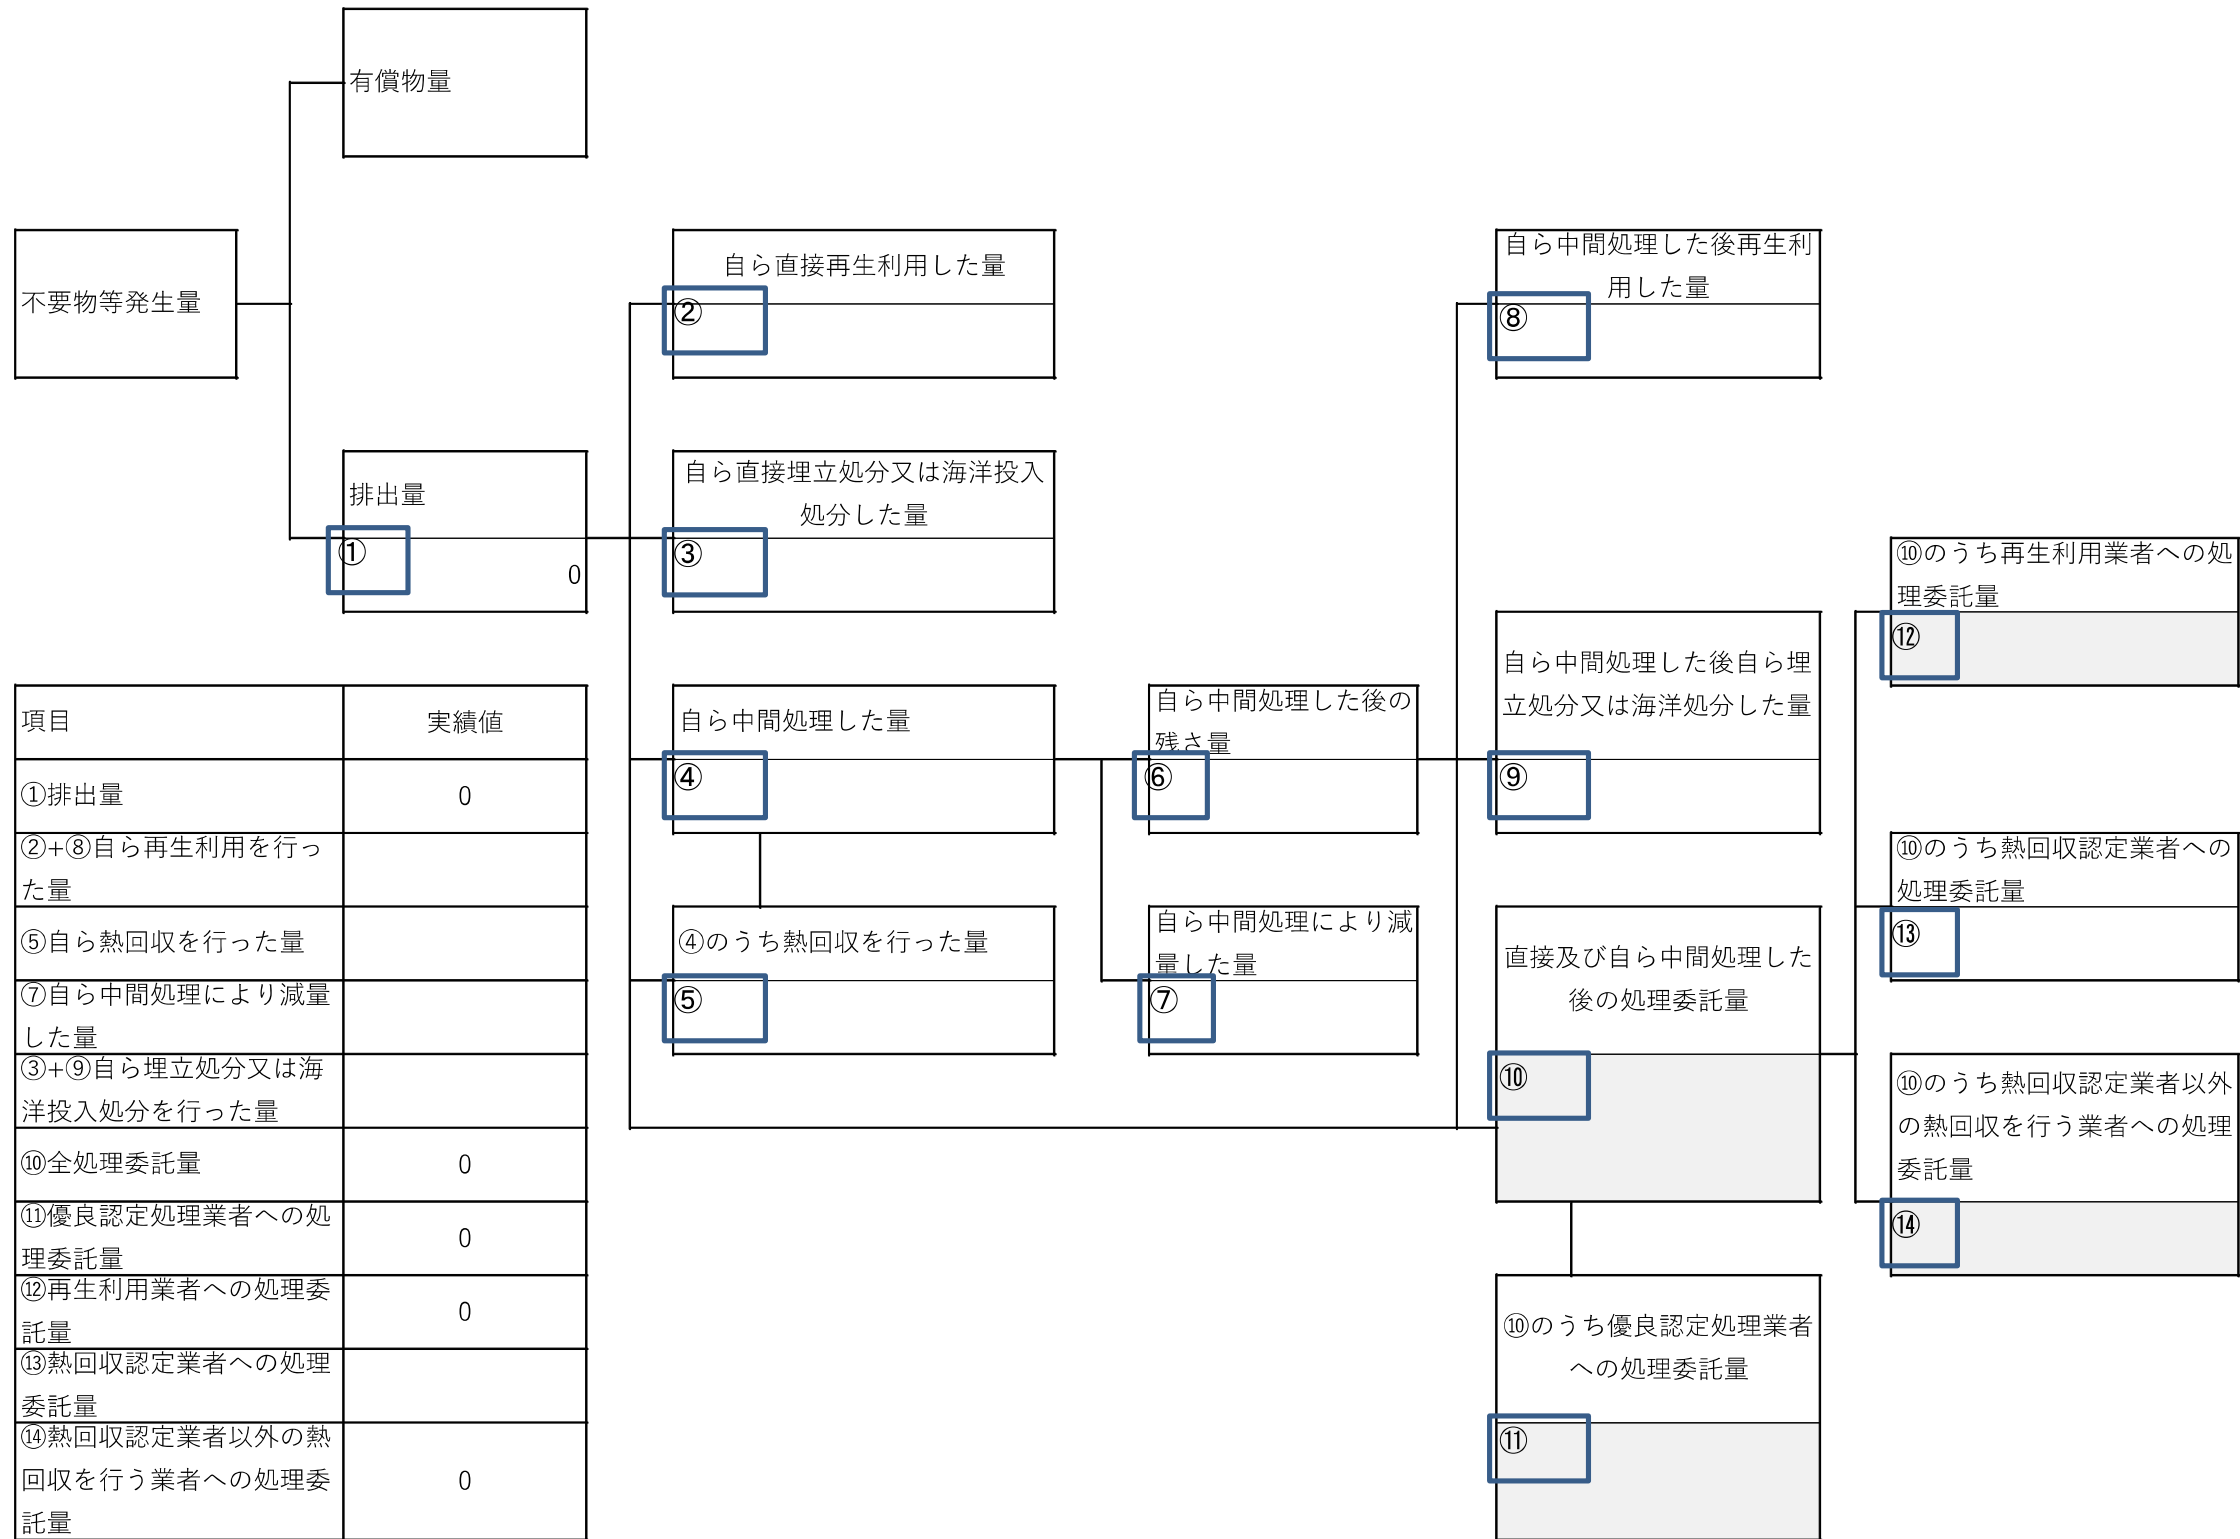 有償物量
不要物等発生量
排出量
①
0
自ら直接再生利用した量
②
自ら直接埋立処分又は海洋投入
処分した量
③
自ら中間処理した量
④
④のうち熱回収を行った量
⑤
自ら中間処理した後の
残さ量
⑥
自ら中間処理により減
量した量
⑦
自ら中間処理した後再生利
用した量
⑧
自ら中間処理した後自ら埋
立処分又は海洋処分した量
⑨
直接及び自ら中間処理した
後の処理委託量
⑩
⑩のうち優良認定処理業者
への処理委託量
⑪
⑩のうち再生利用業者への処
理委託量
⑫
⑩のうち熱回収認定業者への
処理委託量
⑬
⑩のうち熱回収認定業者以外
の熱回収を行う業者への処理
委託量
⑭
項目 実績値
①排出量 0
②+⑧自ら再生利用を行っ
た量
⑤自ら熱回収を行った量
⑦自ら中間処理により減量
した量
③+⑨自ら埋立処分又は海
洋投入処分を行った量
⑩全処理委託量 0
⑪優良認定処理業者への処
理委託量 0
⑫再生利用業者への処理委
託量 0
⑬熱回収認定業者への処理
委託量
⑭熱回収認定業者以外の熱
回収を行う業者への処理委 0
託量